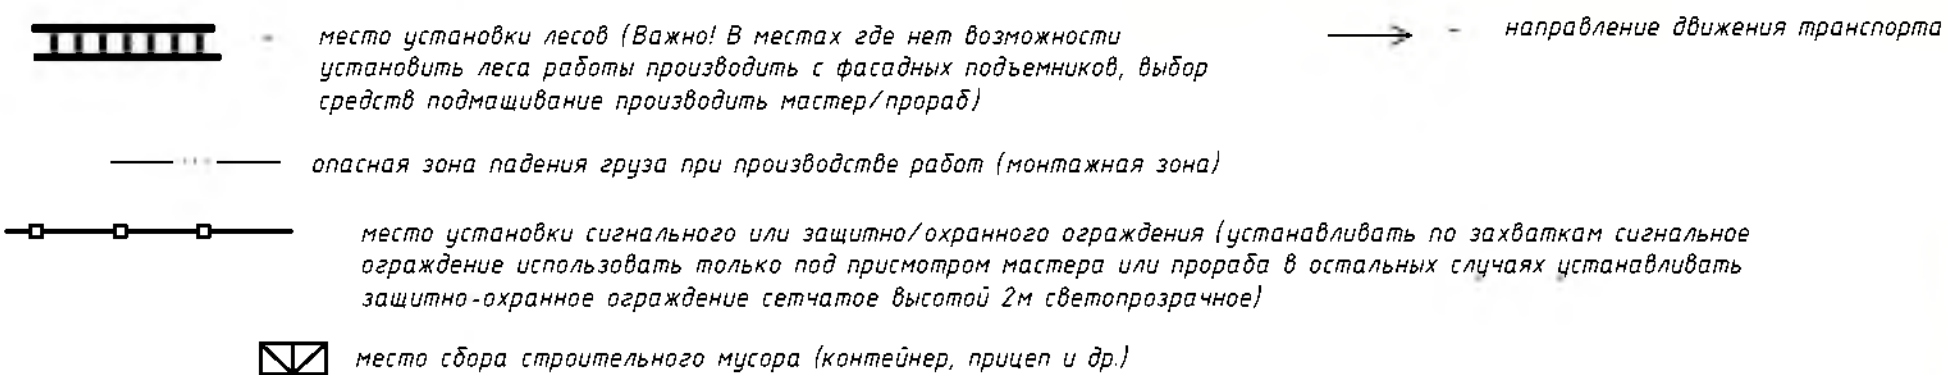 место установки лесов (Важно! В местах где нет возможности
установить леса работы производить с фасадных подъемников, выбор
средств подмащивание производить мастер/прораб)
- направление движения транспорта
опасная зона падения груза при производстве работ (монтажная зона)
место установки сигнального или защитно/охранного ограждения (устанавливать по захваткам сигнальное
ограждение использовать только под присмотром мастера или прораба в остальных случаях устанавливать
защитно-охранное ограждение сетчатое высотой 2м светопрозрачное)
место сбора строительного мусора (контейнер, прицеп и др.)